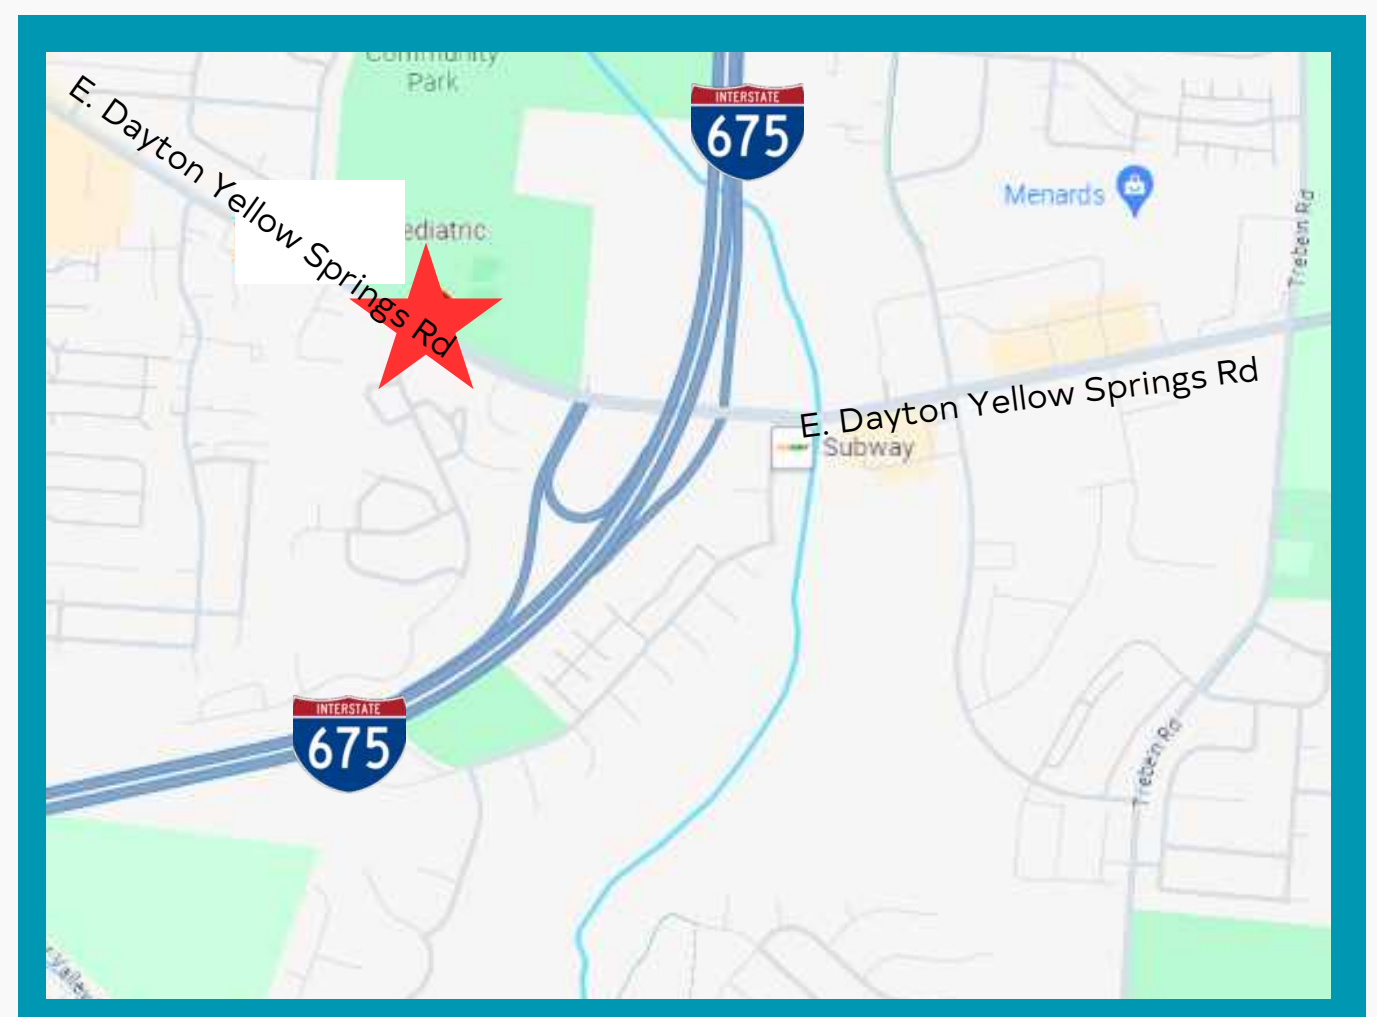 Community
Park
E. Dayton Yellow Springs Rd
INTERSTATE
675
Menards
Trebein Rd
ediatric
E. Dayton Yellow Springs Rd
Subway
INTERSTATE
675
Trebein Rd